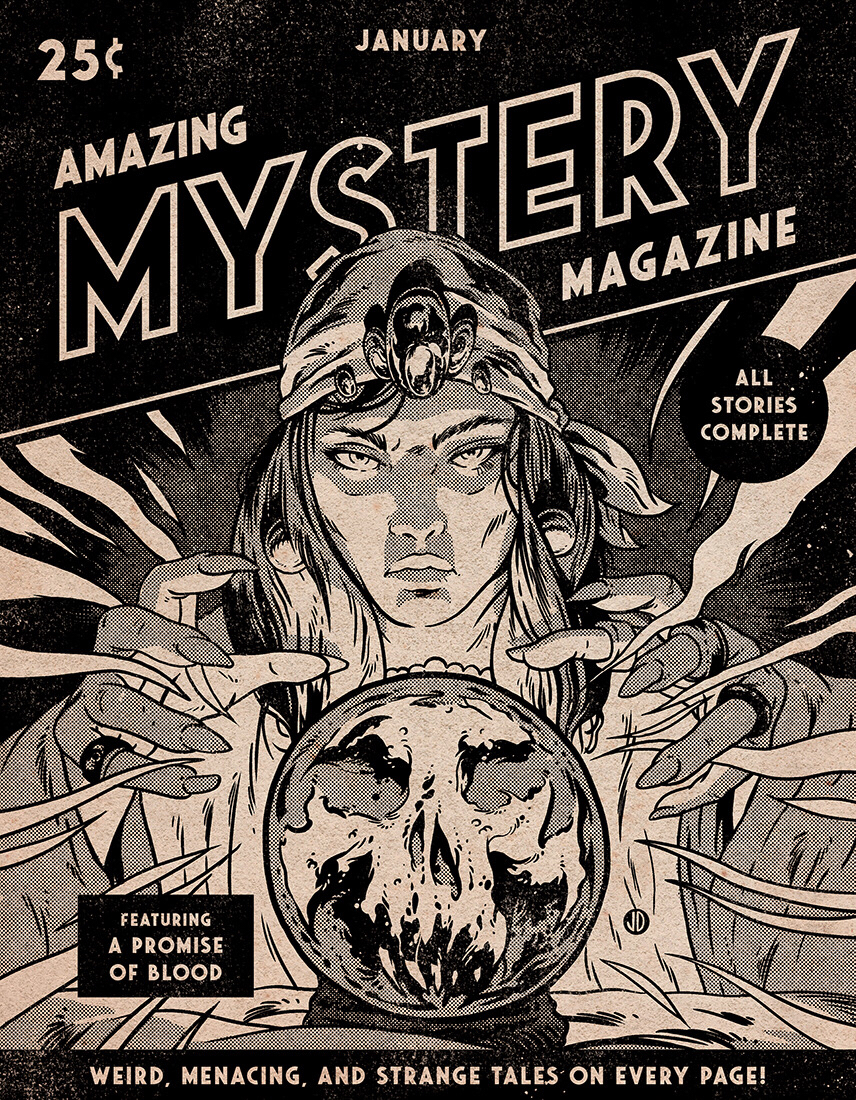 25¢
JANUARY
AMAZING
MYSTERY
MAGAZINE
ALL
STORIES
COMPLETE
JD
FEATURING
A PROMISE
OF BLOOD
WEIRD, MENACING, AND STRANGE TALES ON EVERY PAGE!